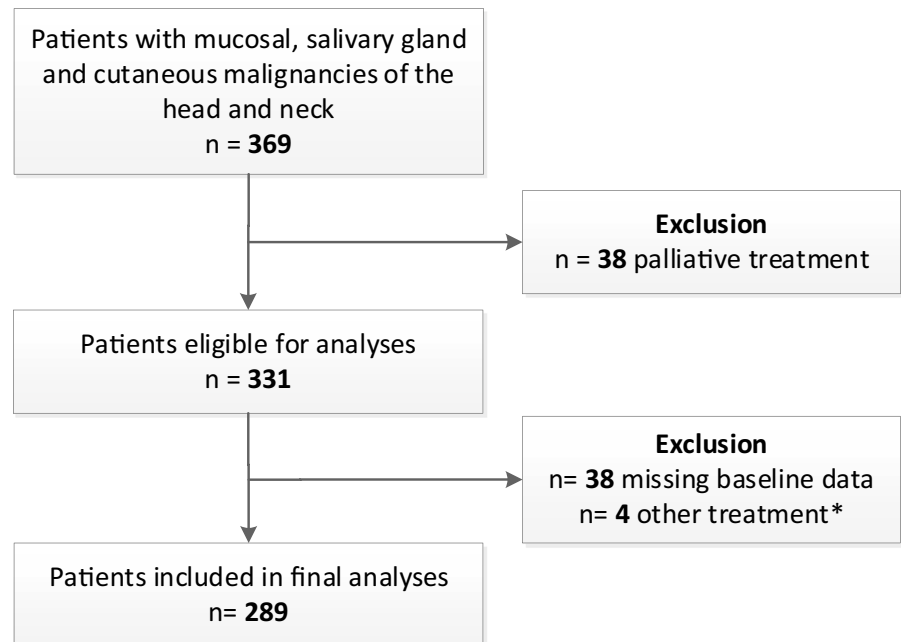 Patients with mucosal, salivary gland
and cutaneous malignancies of the
head and neck
n = 369
Exclusion
n = 38 palliative treatment
Patients eligible for analyses
n = 331
Exclusion
n= 38 missing baseline data
n= 4 other treatment*
Patients included in final analyses
n= 289